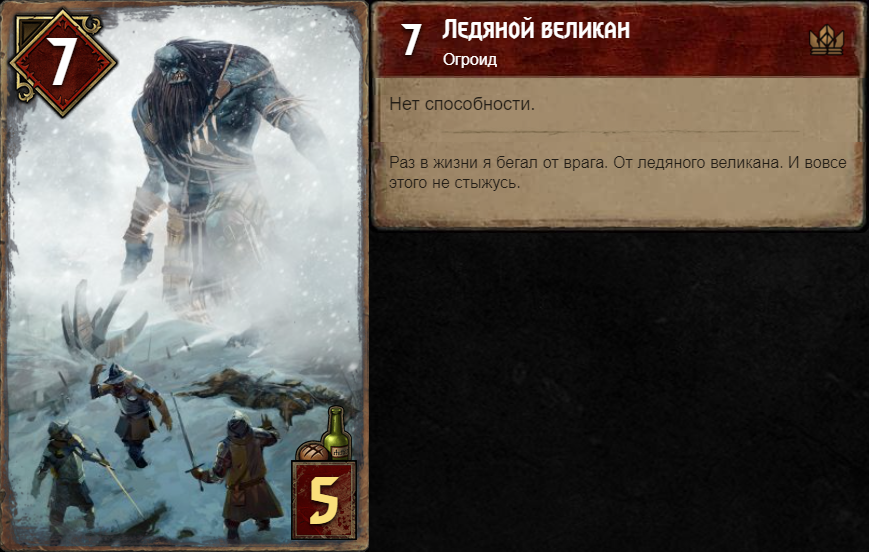 7
5
7 Ледяной великан
Огроид
Нет способности.
Раз в жизни я бегал от врага. От ледяного великана. И вовсе
этого не стыжусь.